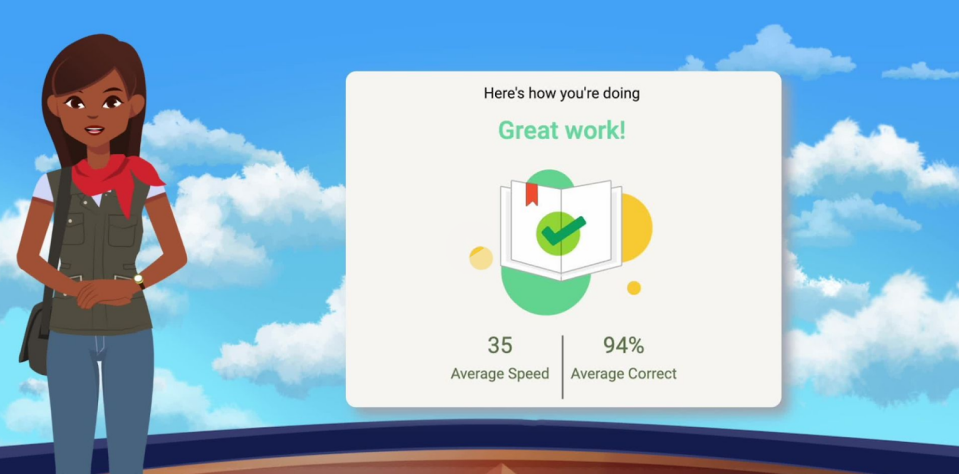 Here's how you're doing
Great work!
35
Average Speed
94%
Average Correct